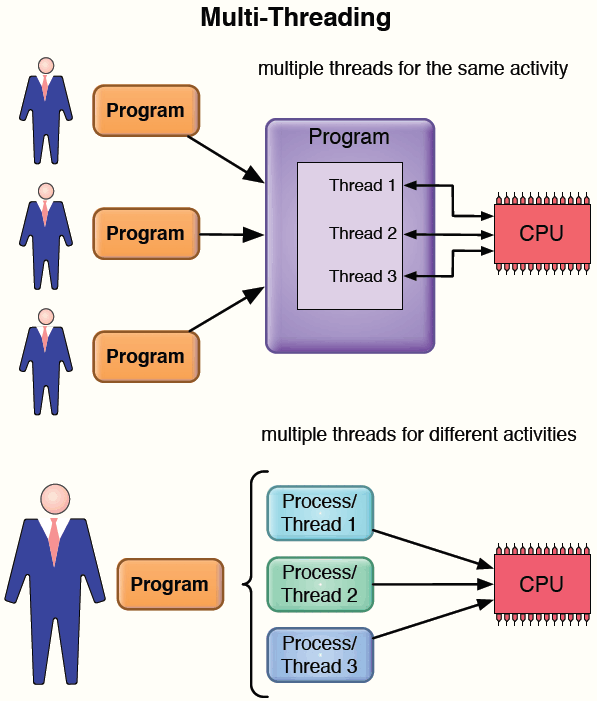 Multi-Threading
multiple threads for the same activity
Program
Program
Program
Program
Thread 1
Thread 2
Thread 3
CPU
multiple threads for different activities
Program
Process/
Thread 1
Process/
Thread 2
Process/
Thread 3
CPU